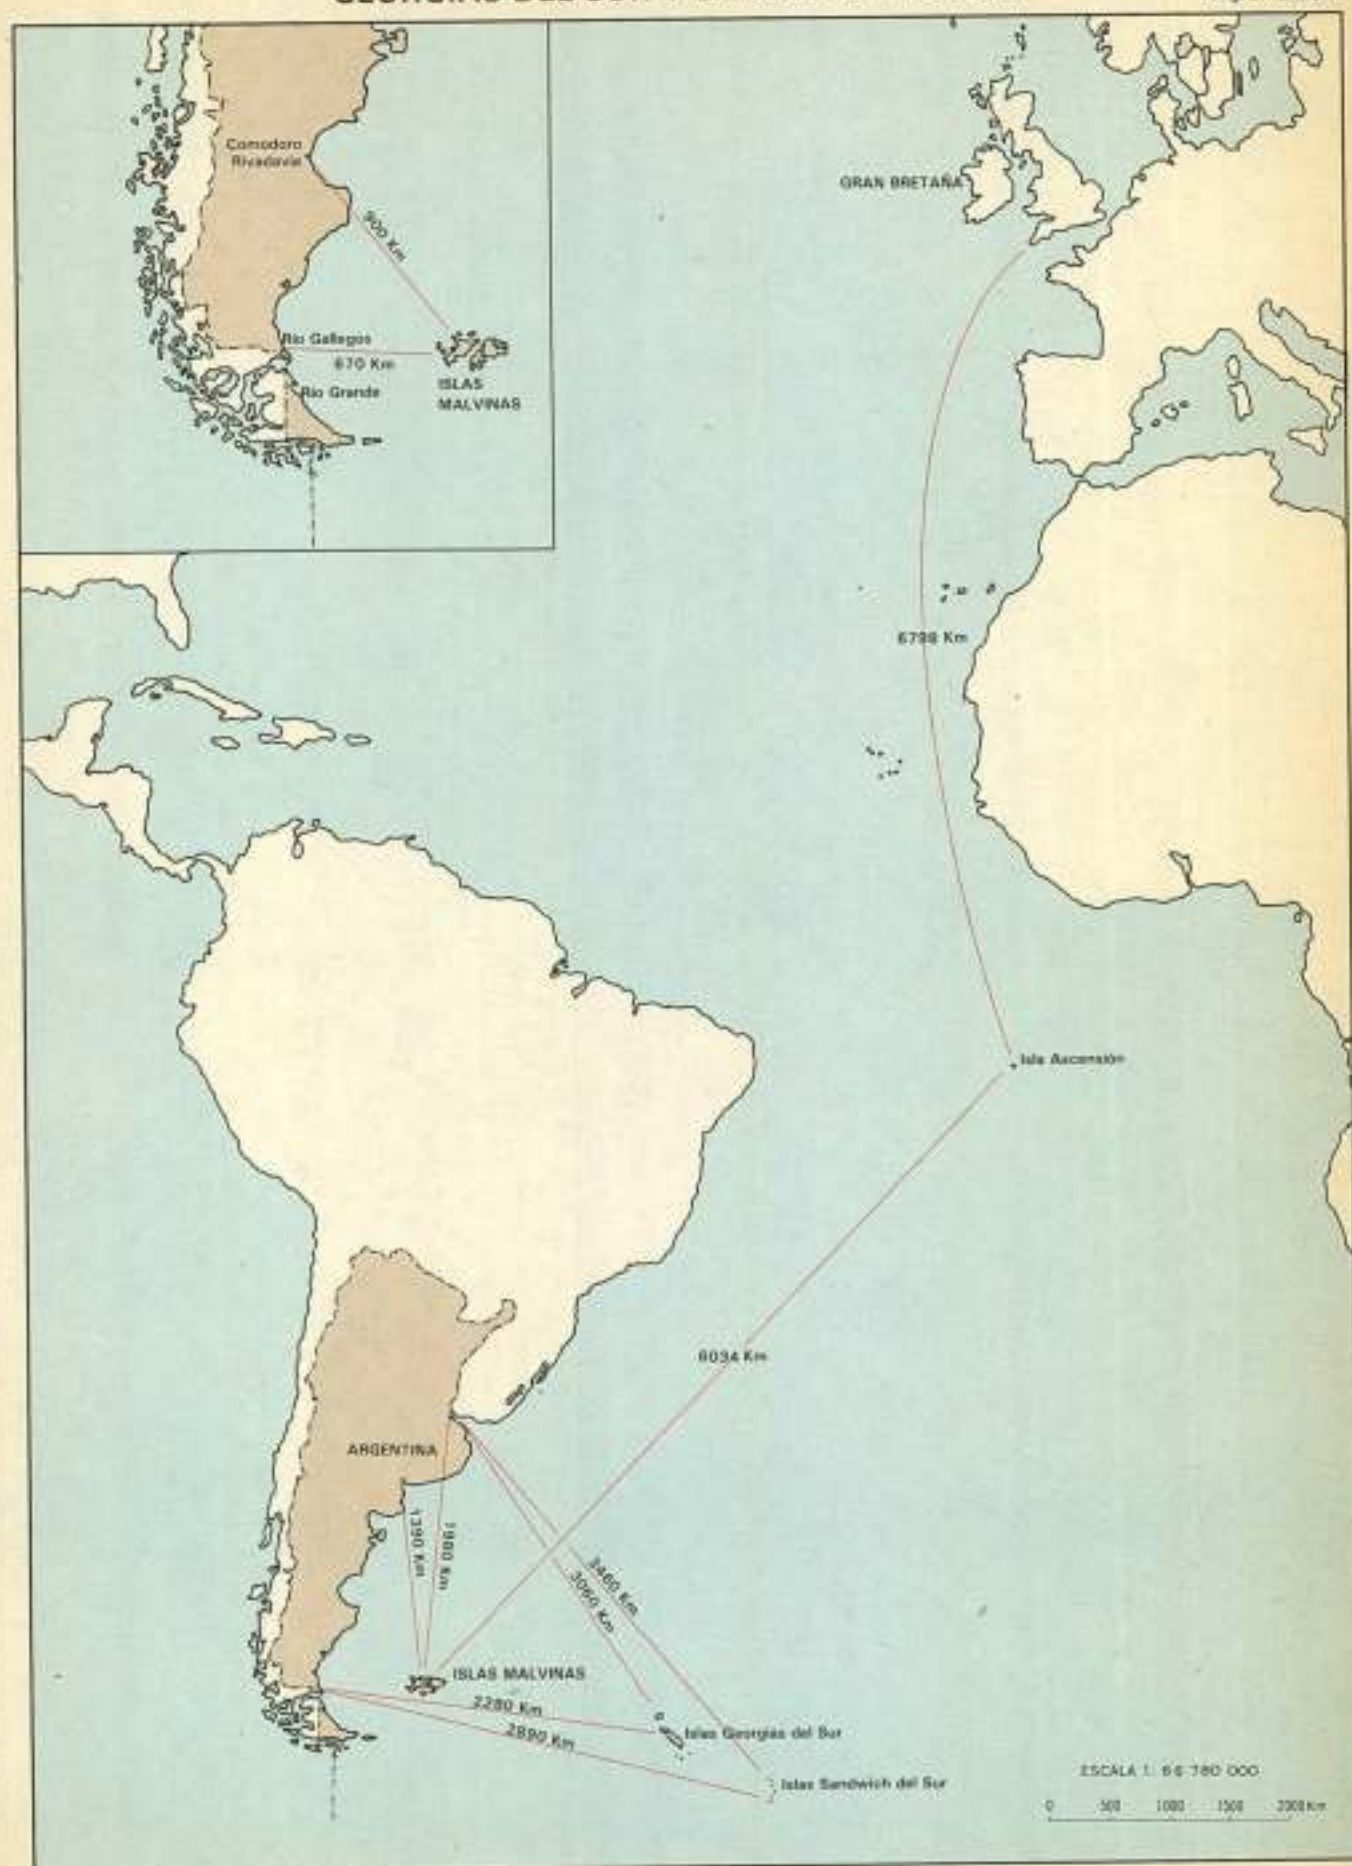 Comodoro
Rivadavia
900 Km
Río Gallegos
670 Km
Río Grande
ISLAS
MALVINAS
GRAN BRETAÑA
6798 Km
Isla Ascensión
6034 Km
ARGENTINA
1390 Km
1980 Km
3460 Km
3060 Km
ISLAS MALVINAS
2280 Km
2890 Km
Islas Georgias del Sur
Islas Sandwich del Sur
ESCALA 1: 66 780 000
0 500 1000 1500 2000 Km